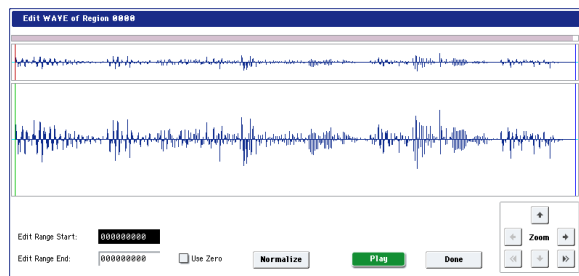 Edit WAVE of Region 0000
Edit Range Start: 000000000
Zoom
Edit Range End: 000000000 Use Zero Normalize Play Done